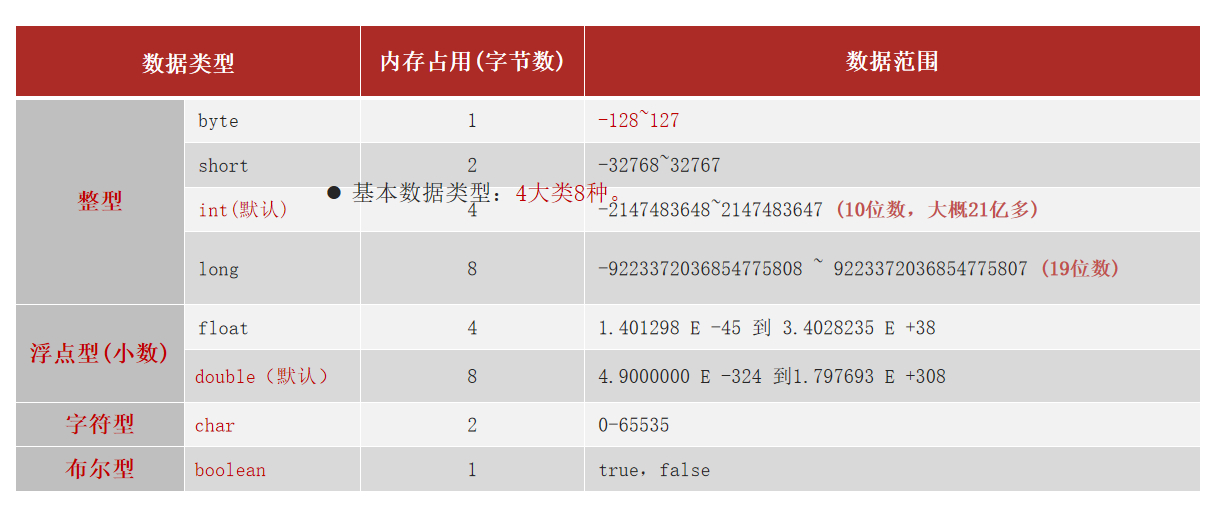 数据类型 内存占用(字节数) 数据范围
整型 byte 1 -128~127
short 2 -32768~32767
● 基本数据类型：4大类8种。
int(默认) 4 -2147483648~2147483647 (10位数，大概21亿多)
long 8 -9223372036854775808 ~ 9223372036854775807 (19位数)
浮点型(小数) float 4 1.401298 E -45 到 3.4028235 E +38
double（默认） 8 4.9000000 E -324 到1.797693 E +308
字符型 char 2 0-65535
布尔型 boolean 1 true，false